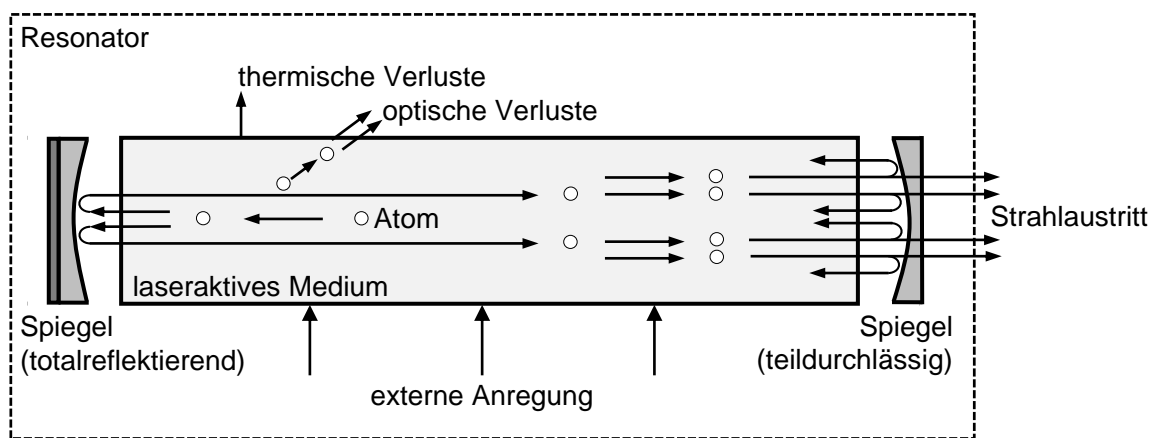 Resonator
thermische Verluste
optische Verluste
Atom
Strahlaustritt
laseraktives Medium
Spiegel
(totalreflektierend)
Spiegel
(teildurchlässig)
externe Anregung